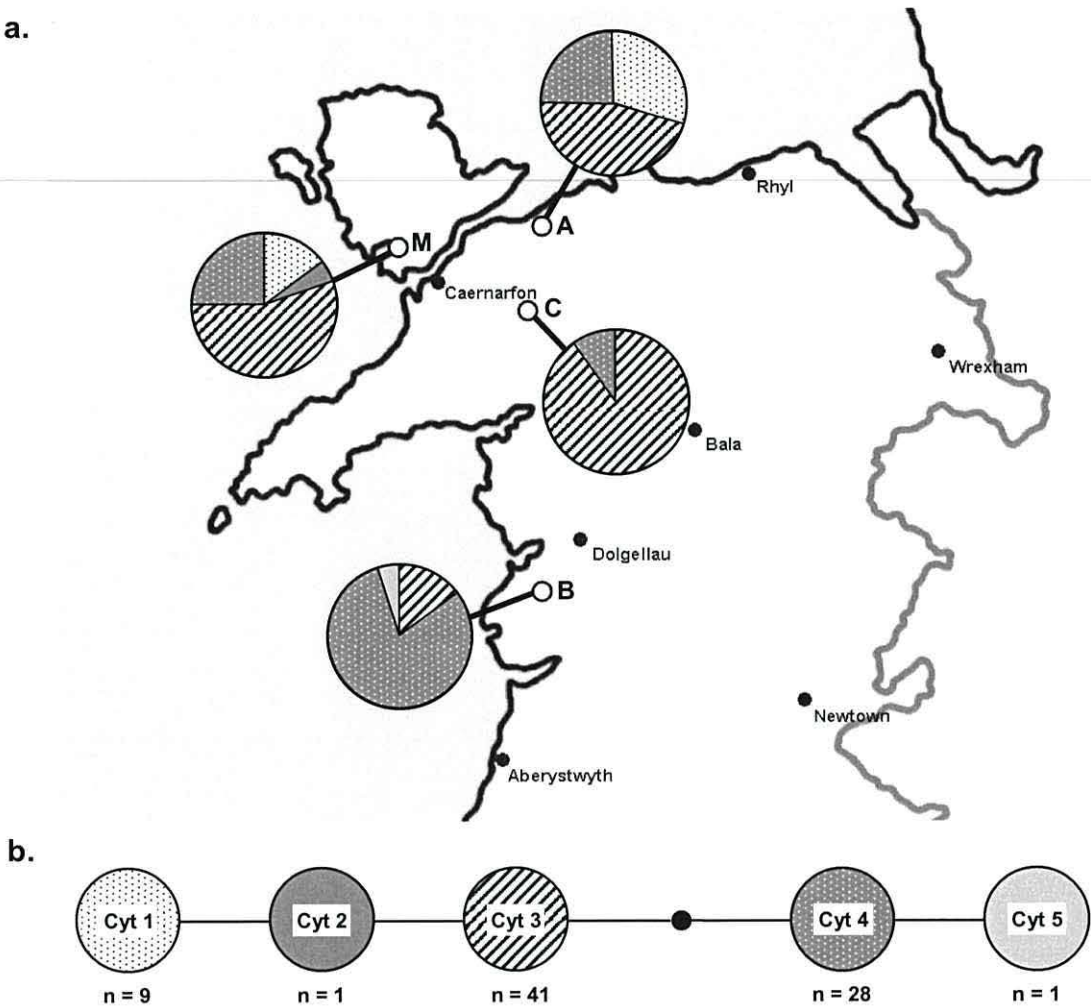 a.
Rhyl
A
M
Caernarfon
C
Wrexham
Bala
Dolgellau
B
Newtown
Aberystwyth
b.
Cyt 1 Cyt 2 Cyt 3 Cyt 4 Cyt 5
n = 9 n = 1 n = 41 n = 28 n = 1